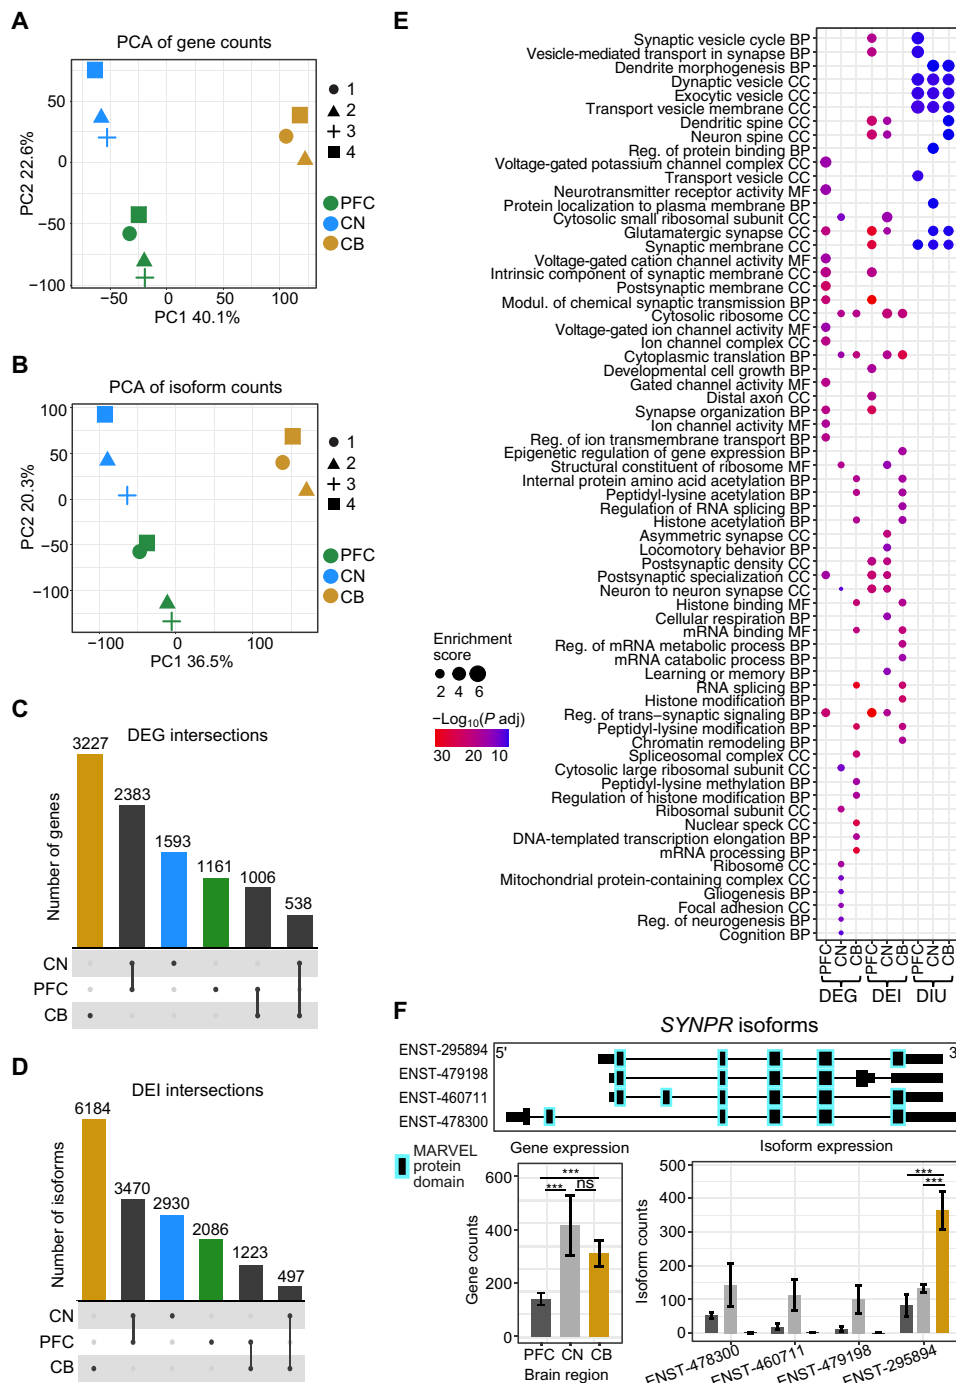 A
PCA of gene counts
PC2 22.6%
50
0
−50
−100
−50
0
50
100
PC1 40.1%
1
2
3
4
PFC
CN
CB
B
PCA of isoform counts
PC2 20.3%
100
50
0
−50
−100
−100
0
100
PC1 36.5%
1
2
3
4
PFC
CN
CB
C
DEG intersections
Number of genes
3227
2383
1593
1161
1006
538
CN
PFC
CB
D
DEI intersections
Number of isoforms
6184
3470
2930
2086
1223
497
CN
PFC
CB
E
Synaptic vesicle cycle BP
Vesicle-mediated transport in synapse BP
Dendrite morphogenesis BP
Dynaptic vesicle CC
Exocytic vesicle CC
Transport vesicle membrane CC
Dendritic spine CC
Neuron spine CC
Reg. of protein binding BP
Voltage-gated potassium channel complex CC
Transport vesicle CC
Neurotransmitter receptor activity MF
Protein localization to plasma membrane BP
Cytosolic small ribosomal subunit CC
Glutamatergic synapse CC
Synaptic membrane CC
Voltage-gated cation channel activity MF
Intrinsic component of synaptic membrane CC
Postsynaptic membrane CC
Modul. of chemical synaptic transmission BP
Cytosolic ribosome CC
Voltage-gated ion channel activity MF
Ion channel complex CC
Cytoplasmic translation BP
Developmental cell growth BP
Gated channel activity MF
Distal axon CC
Synapse organization BP
Ion channel activity MF
Reg. of ion transmembrane transport BP
Epigenetic regulation of gene expression BP
Structural constituent of ribosome MF
Internal protein amino acid acetylation BP
Peptidyl-lysine acetylation BP
Regulation of RNA splicing BP
Histone acetylation BP
Asymmetric synapse CC
Locomotory behavior BP
Postsynaptic density CC
Postsynaptic specialization CC
Neuron to neuron synapse CC
Histone binding MF
Cellular respiration BP
mRNA binding MF
Reg. of mRNA metabolic process BP
mRNA catabolic process BP
Learning or memory BP
RNA splicing BP
Histone modification BP
Reg. of trans−synaptic signaling BP
Peptidyl-lysine modification BP
Chromatin remodeling BP
Spliceosomal complex CC
Cytosolic large ribosomal subunit CC
Peptidyl-lysine methylation BP
Regulation of histone modification BP
Ribosomal subunit CC
Nuclear speck CC
DNA-templated transcription elongation BP
mRNA processing BP
Ribosome CC
Mitochondrial protein-containing complex CC
Gliogenesis BP
Focal adhesion CC
Reg. of neurogenesis BP
Cognition BP
Enrichment
score
2 4 6
−Log10(P adj)
30 20 10
PFC
CN
CB
PFC
CN
CB
PFC
CN
CB
DEG
DEI
DIU
F
SYNPR isoforms
5'
3
ENST-295894
ENST-479198
ENST-460711
ENST-478300
MARVEL
protein
domain
Gene expression
Gene counts
600
400
200
0
***
***
ns
PFC
CN
CB
Brain region
Isoform expression
Isoform counts
500
400
300
200
100
0
***
***
ENST-478300
ENST-460711
ENST-479198
ENST-295894